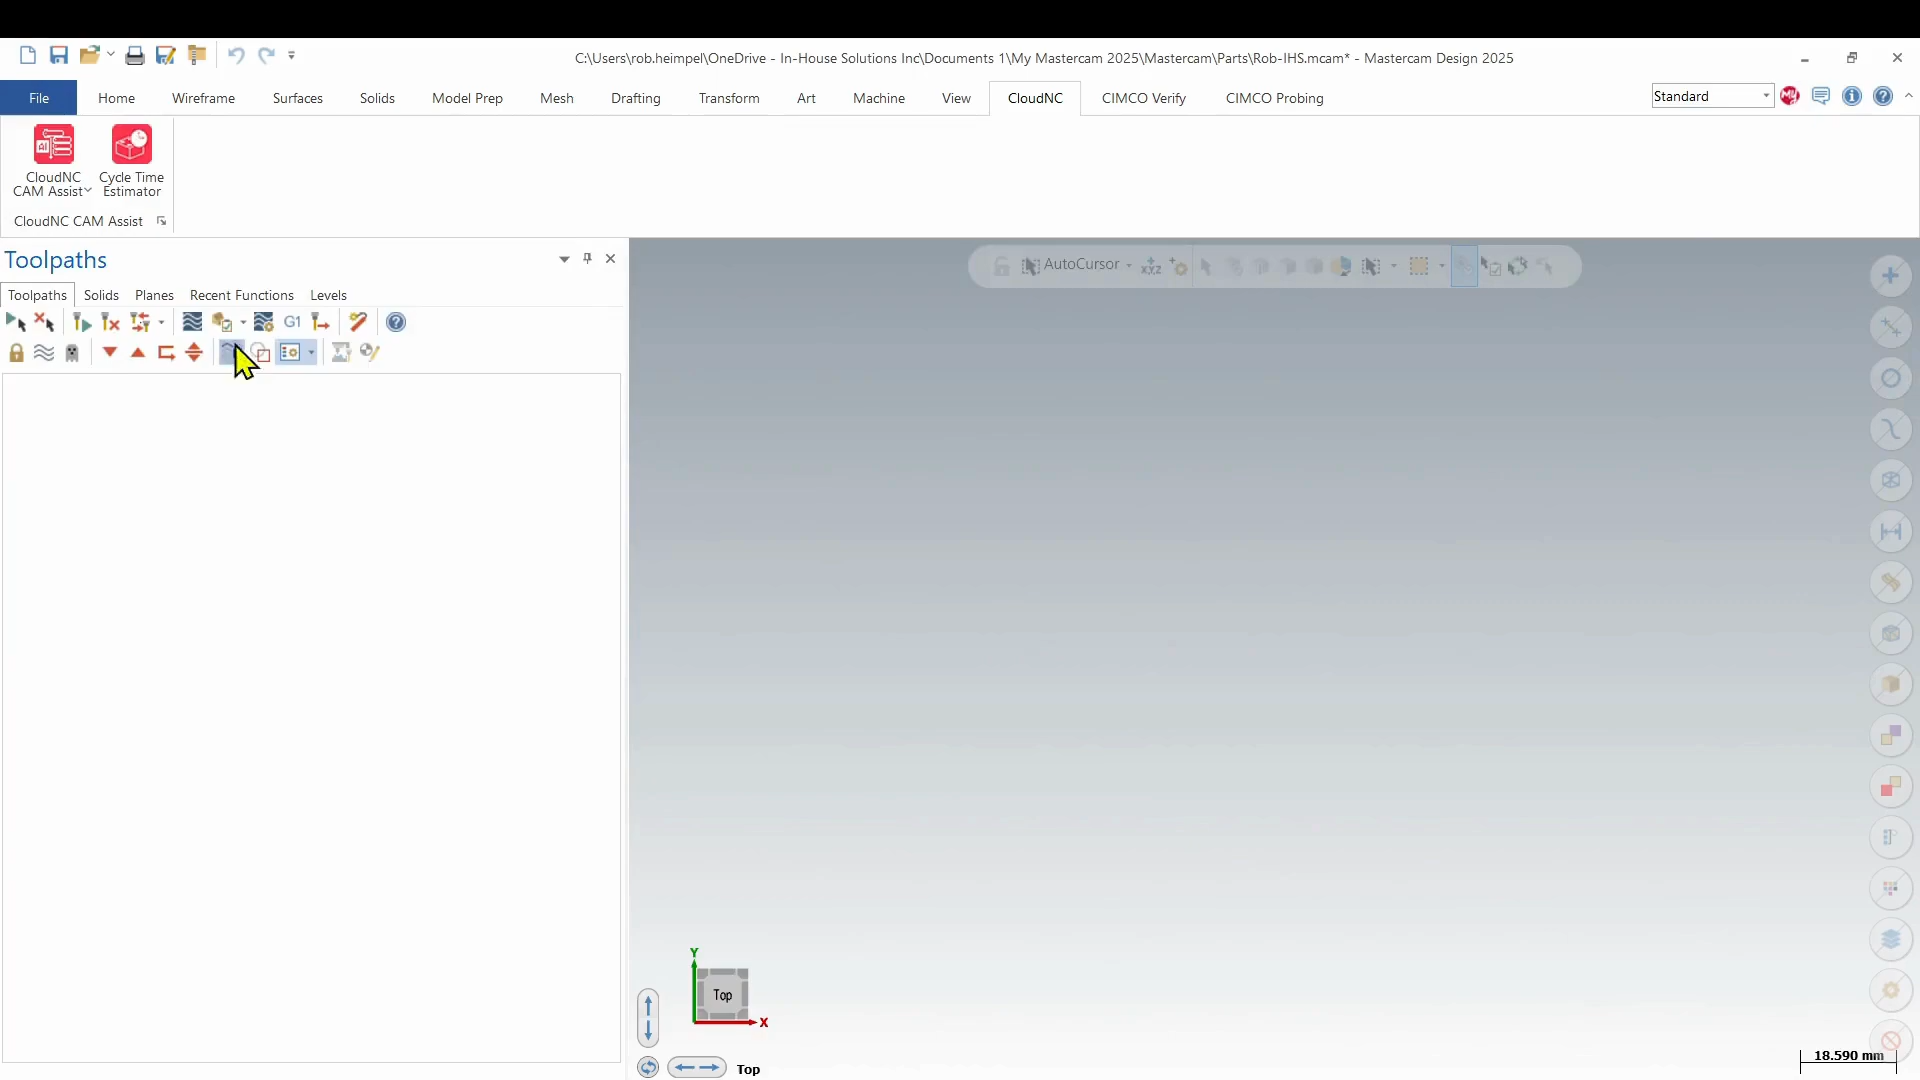 C:\Users\rob.heimpel\OneDrive - In-House Solutions Inc\Documents 1\My Mastercam 2025\Mastercam\Parts\Rob-IHS.mcam* - Mastercam Design 2025
File Home Wireframe Surfaces Solids Model Prep Mesh Drafting Transform Art Machine View CloudNC CIMCO Verify CIMCO Probing Standard
AI
CloudNC
CAM Assist
Cycle Time
Estimator
CloudNC CAM Assist
Toolpaths
AutoCursor
XYZ
Toolpaths Solids Planes Recent Functions Levels
G1
Y
Top
X
Top
18.590 mm